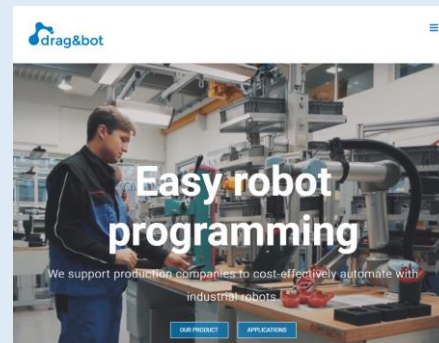 drag&bot
Easy robot
programming
We support production companies to cost-effectively automate with
industrial robots.
OUR PRODUCT
APPLICATIONS